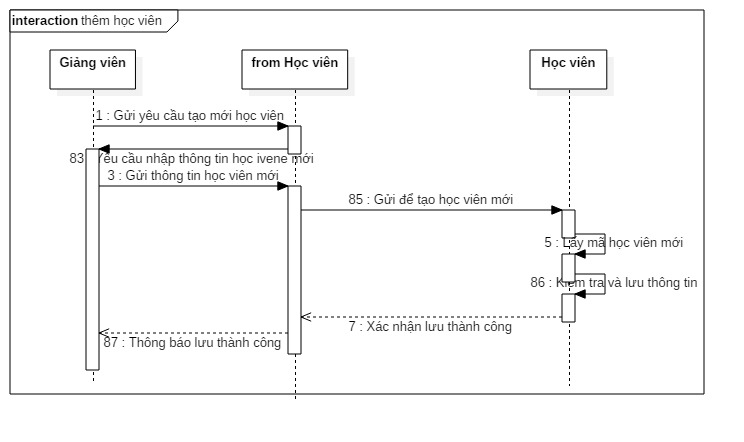 interaction thêm học viên
Giảng viên
from Học viên
Học viên
1 : Gửi yêu cầu tạo mới học viên
83 : Yêu cầu nhập thông tin học ivene mới
3 : Gửi thông tin học viên mới
85 : Gửi để tạo học viên mới
5 : Lấy mã học viên mới
86 : Kiểm tra và lưu thông tin
7 : Xác nhận lưu thành công
87 : Thông báo lưu thành công